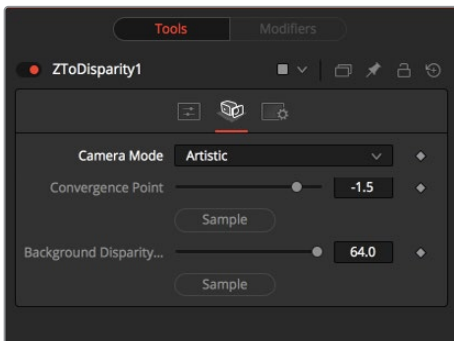 Tools
Modifiers
ZToDisparity1
Camera Mode
Artistic
Convergence Point
-1.5
Sample
Background Disparity...
64.0
Sample